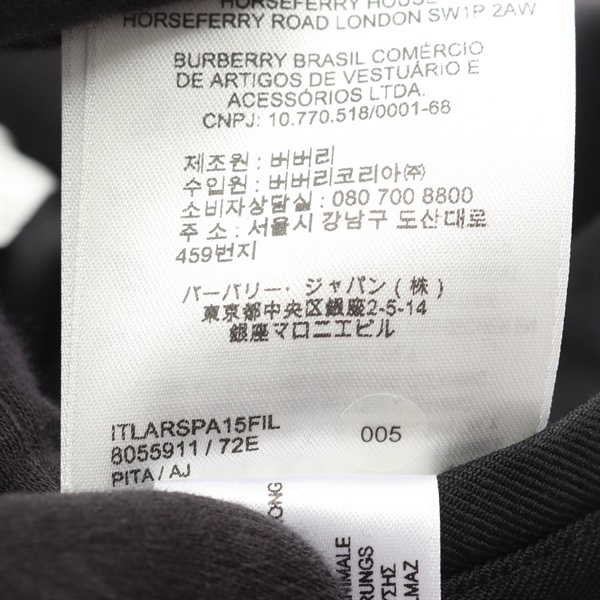 HORSEFERRY HOUSE
HORSEFERRY ROAD LONDON SW1P 2AW
BURBERRY BRASIL COMÉRCIO
DE ARTIGOS DE VESTUÁRIO E
ACESSÓRIOS LTDA.
CNPJ: 10.770.518/0001-68
제조원 : 버버리
수입원 : 버버리코리아㈜
소비자상담실 : 080 700 8800
주 소 : 서울시 강남구 도산대로
459번지
バーバリー・ジャパン(株)
東京都中央区銀座2-5-14
銀座マロニエビル
ITLARSPA15FIL
8055911 / 72E
PITA / AJ
005